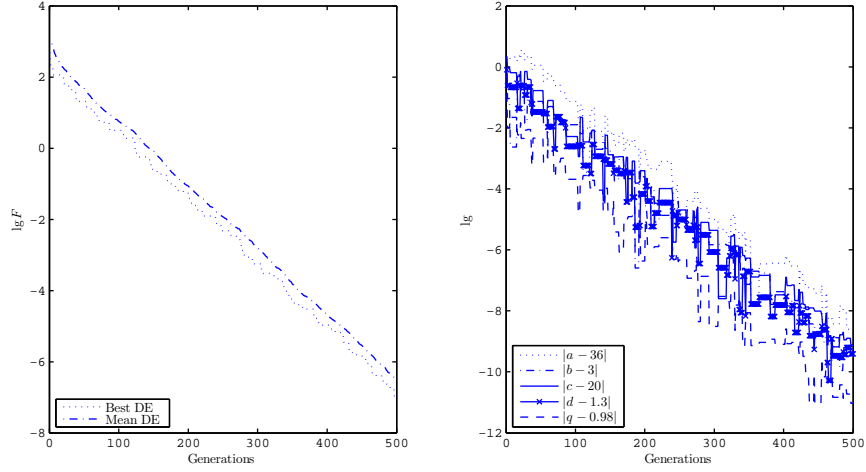 4
2
0
−2
−4
−6
−8
lg F
0
100
200
300
400
500
Generations
Best DE
Mean DE
2
0
−2
−4
−6
−8
−10
−12
lg
0
100
200
300
400
500
Generations
|a − 36|
|b − 3|
|c − 20|
|d − 1.3|
|q − 0.98|